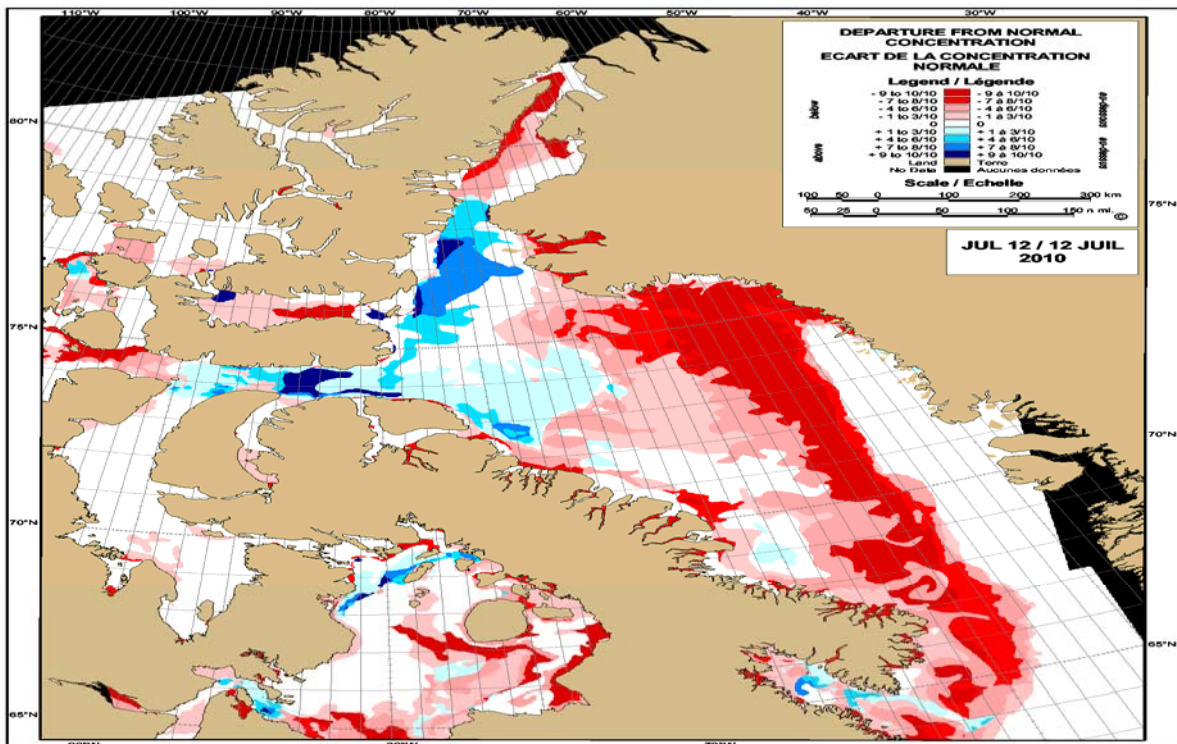 110°W 100°W 90°W 80°W 70°W 60°W 50°W 40°W 30°W
DEPARTURE FROM NORMAL
CONCENTRATION
ECART DE LA CONCENTRATION
NORMALE
Legend / Légende
- 9 to 10/10 - 9 à 10/10
- 7 to 8/10 - 7 à 8/10
- 4 to 6/10 - 4 à 6/10
- 1 to 3/10 - 1 à 3/10
0 0
+ 1 to 3/10 + 1 à 3/10
+ 4 to 6/10 + 4 à 6/10
+ 7 to 8/10 + 7 à 8/10
+ 9 to 10/10 + 9 à 10/10
Land Terre
No Data Aucunes données
below
above
au-dessous
au-dessus
Scale / Echelle
100 0 100 200 300 km
50 25 0 50 100 150 n mi.
©
JUL 12 / 12 JUIL
2010
80°N
75°N
75°N
70°N
70°N
65°N
65°N